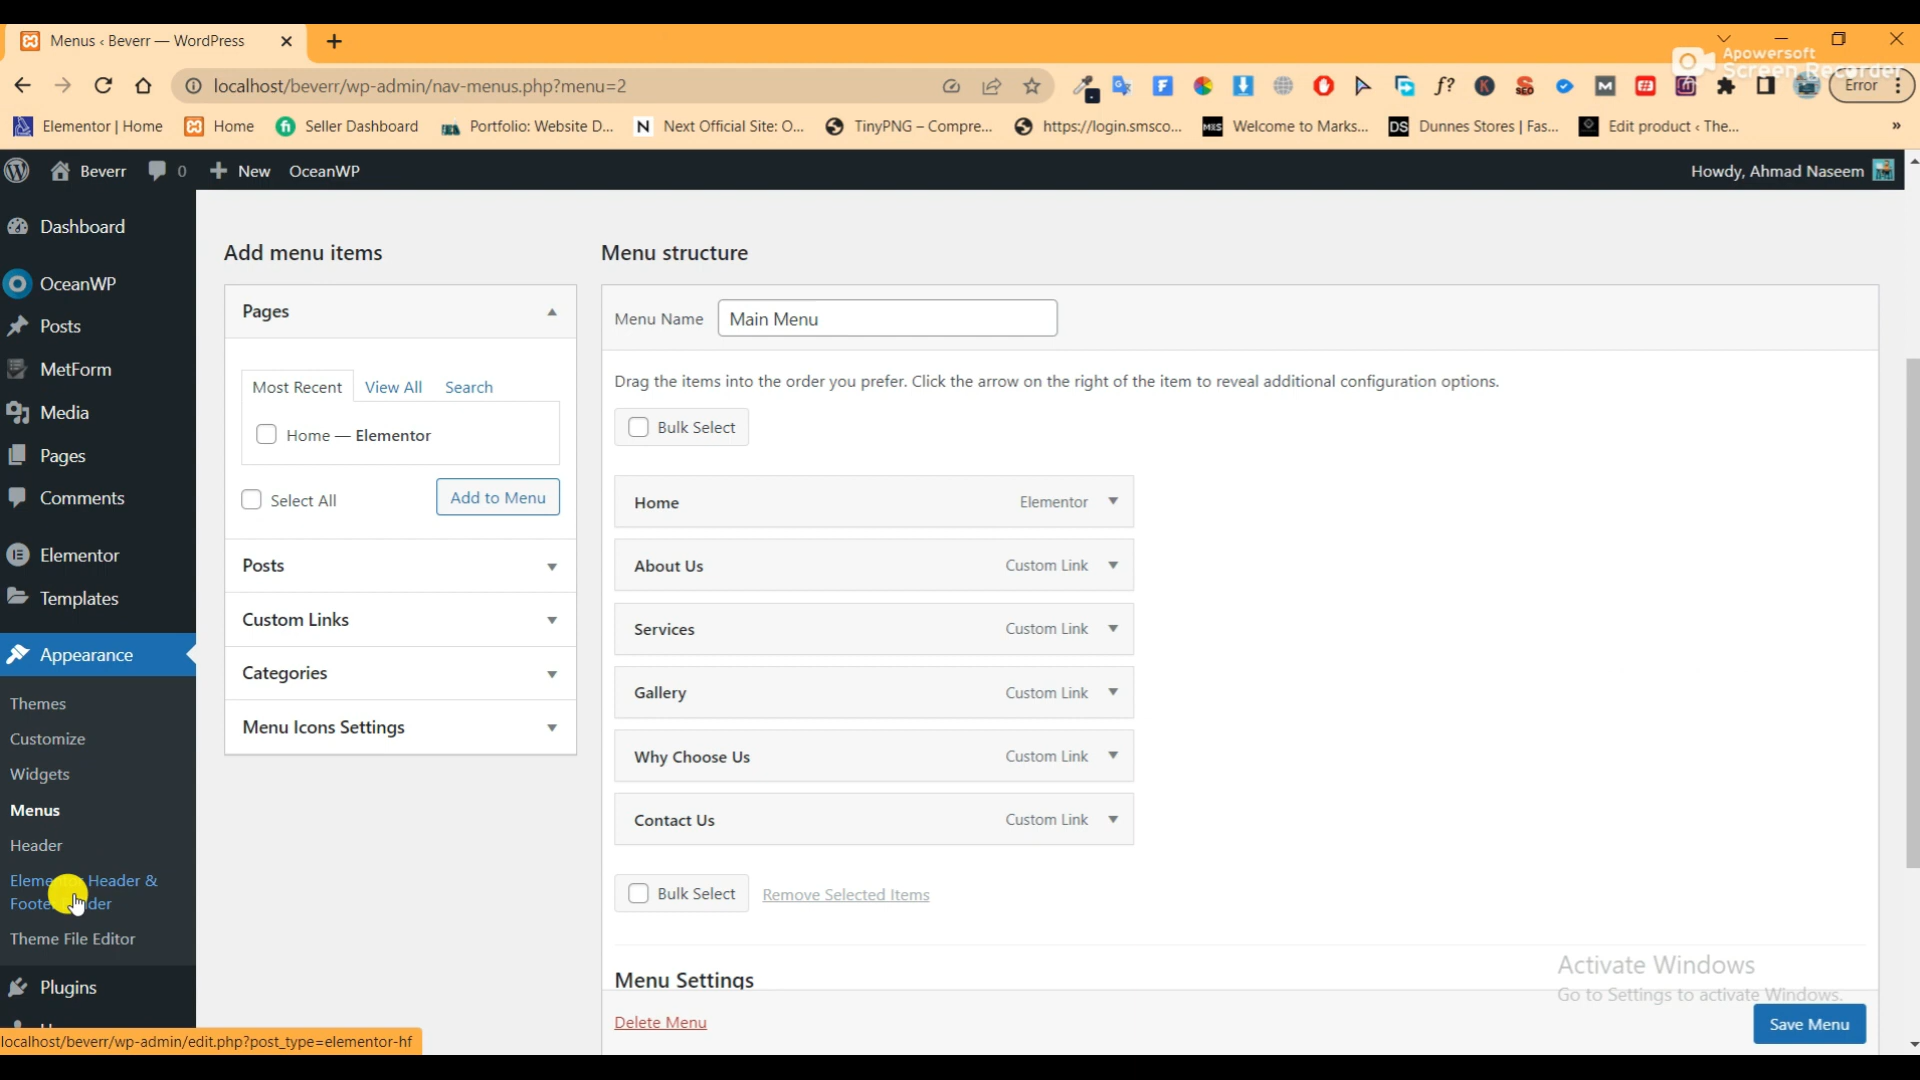 Menus ‹ Beverr — WordPress
Apowersoft
Screen Recorder
localhost/beverr/wp-admin/nav-menus.php?menu=2
Error
Elementor | Home
Home
Seller Dashboard
Portfolio: Website D...
Next Official Site: O...
TinyPNG – Compre...
https://login.smsco...
Welcome to Marks...
Dunnes Stores | Fas...
Edit product ‹ The...
»
Beverr
0
New
OceanWP
Howdy, Ahmad Naseem
Dashboard
OceanWP
Posts
MetForm
Media
Pages
Comments
Elementor
Templates
Appearance
Themes
Customize
Widgets
Menus
Header
Header &
Theme File Editor
Plugins
localhost/beverr/wp-admin/edit.php?post_type=elementor-hf
Add menu items
Pages
Most Recent
View All
Search
Home — Elementor
Select All
Add to Menu
Posts
Custom Links
Categories
Menu Icons Settings
Menu structure
Menu Name
Main Menu
Drag the items into the order you prefer. Click the arrow on the right of the item to reveal additional configuration options.
Bulk Select
Home Elementor
About Us Custom Link
Services Custom Link
Gallery Custom Link
Why Choose Us Custom Link
Contact Us Custom Link
Bulk Select
Remove Selected Items
Menu Settings
Delete Menu
Activate Windows
Go to Settings to activate Windows.
Save Menu